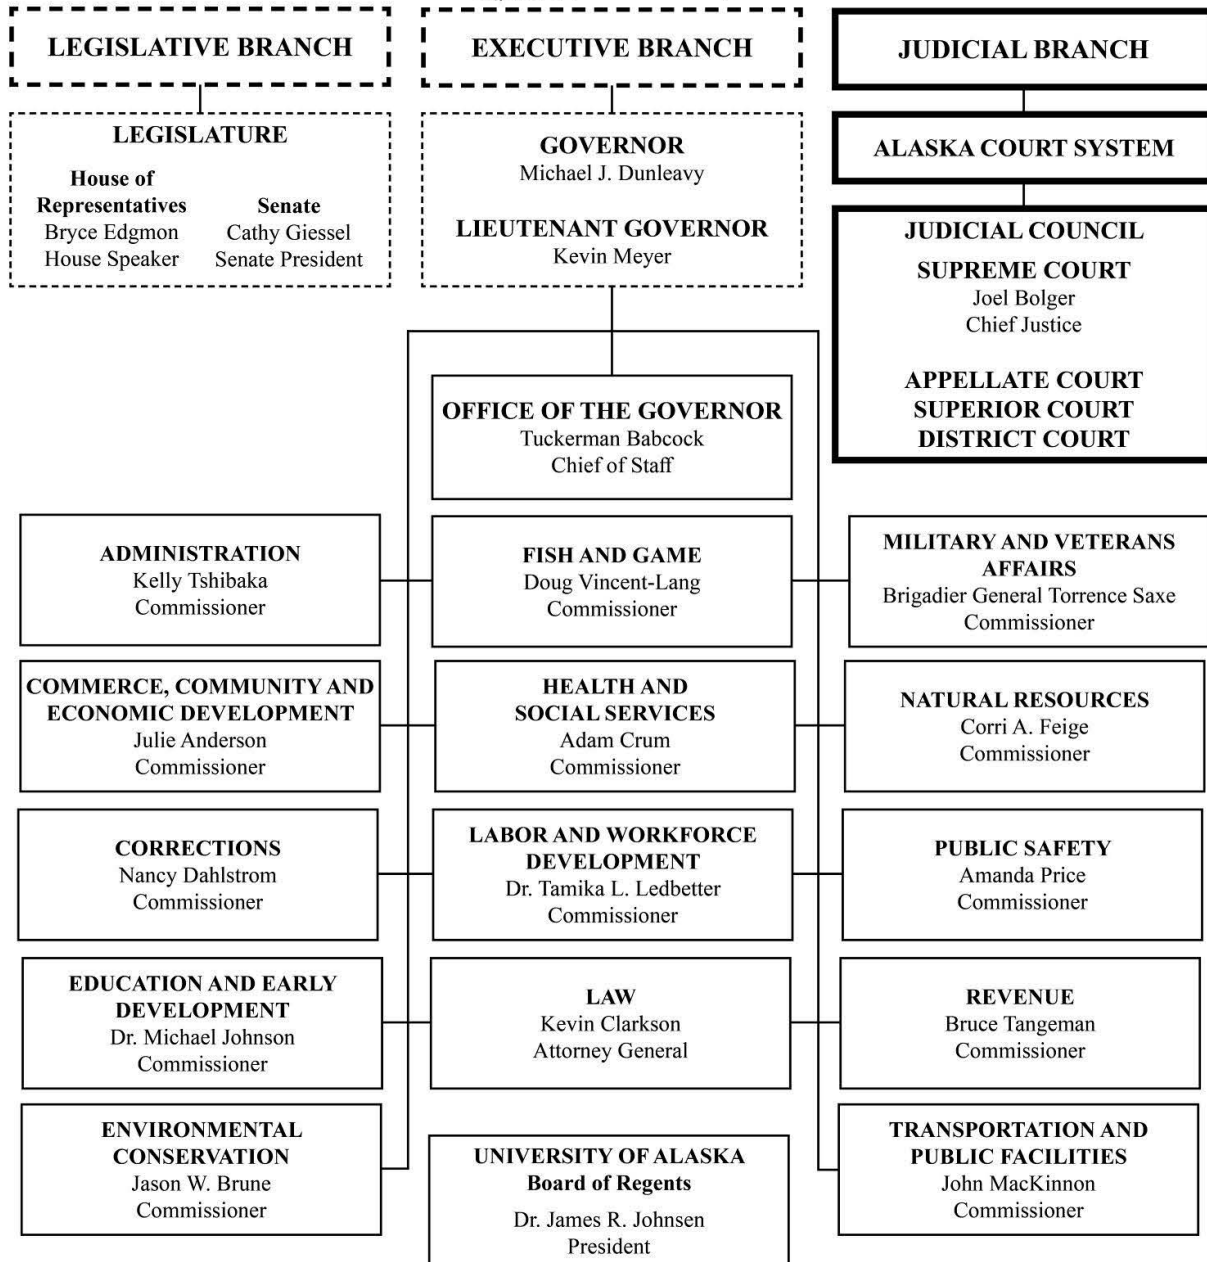 LEGISLATIVE BRANCH
LEGISLATURE
House of
Representatives
Bryce Edgmon
House Speaker
Senate
Cathy Giessel
Senate President
EXECUTIVE BRANCH
GOVERNOR
Michael J. Dunleavy
LIEUTENANT GOVERNOR
Kevin Meyer
JUDICIAL BRANCH
ALASKA COURT SYSTEM
JUDICIAL COUNCIL
SUPREME COURT
Joel Bolger
Chief Justice
APPELLATE COURT
SUPERIOR COURT
DISTRICT COURT
OFFICE OF THE GOVERNOR
Tuckerman Babcock
Chief of Staff
ADMINISTRATION
Kelly Tshibaka
Commissioner
FISH AND GAME
Doug Vincent-Lang
Commissioner
MILITARY AND VETERANS
AFFAIRS
Brigadier General Torrence Saxe
Commissioner
COMMERCE, COMMUNITY AND
ECONOMIC DEVELOPMENT
Julie Anderson
Commissioner
HEALTH AND
SOCIAL SERVICES
Adam Crum
Commissioner
NATURAL RESOURCES
Corri A. Feige
Commissioner
CORRECTIONS
Nancy Dahlstrom
Commissioner
LABOR AND WORKFORCE
DEVELOPMENT
Dr. Tamika L. Ledbetter
Commissioner
PUBLIC SAFETY
Amanda Price
Commissioner
EDUCATION AND EARLY
DEVELOPMENT
Dr. Michael Johnson
Commissioner
LAW
Kevin Clarkson
Attorney General
REVENUE
Bruce Tangeman
Commissioner
ENVIRONMENTAL
CONSERVATION
Jason W. Brune
Commissioner
UNIVERSITY OF ALASKA
Board of Regents
Dr. James R. Johnsen
President
TRANSPORTATION AND
PUBLIC FACILITIES
John MacKinnon
Commissioner